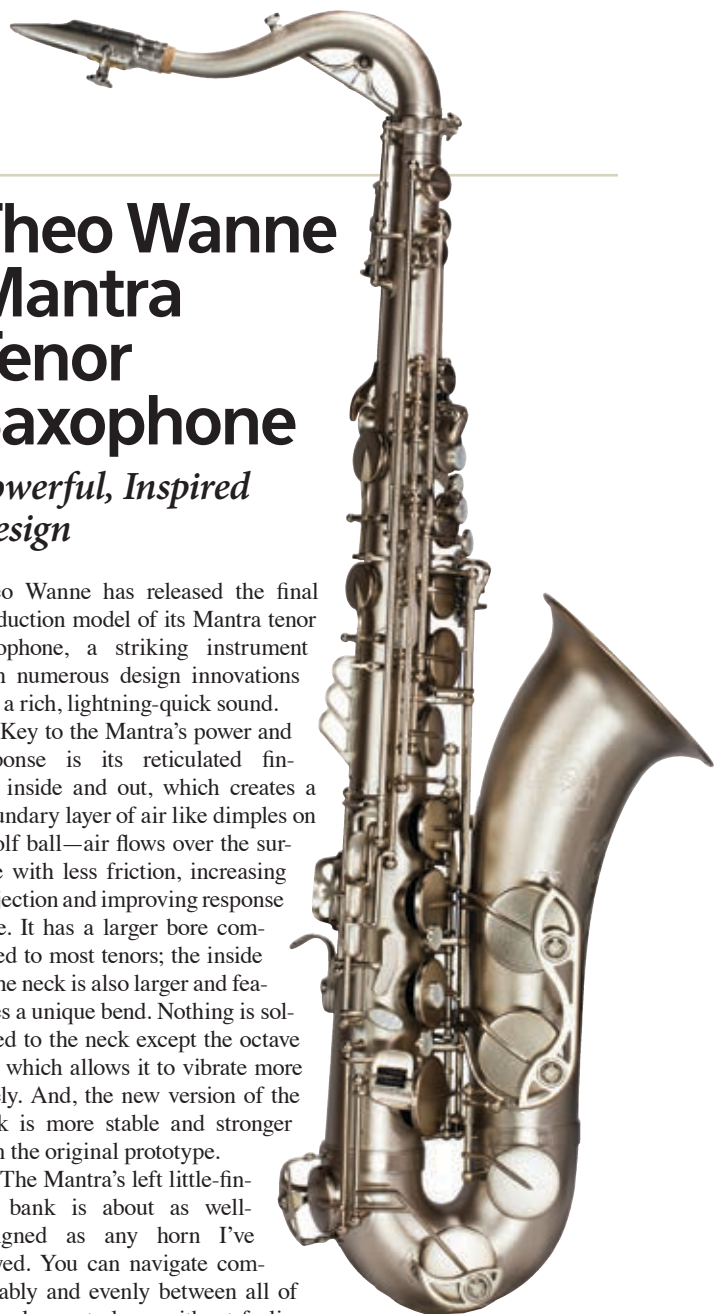 Theo Wanne
Mantra
Tenor
Saxophone
owerful, Inspired
esign
eo Wanne has released the final
duction model of its Mantra tenor
ophone, a striking instrument
h numerous design innovations
a rich, lightning-quick sound.
Key to the Mantra's power and
ponse is its reticulated fin-
inside and out, which creates a
undary layer of air like dimples on
olf ball—air flows over the sur-
e with less friction, increasing
jection and improving response
e. It has a larger bore com-
ed to most tenors; the inside
he neck is also larger and fea-
es a unique bend. Nothing is sol-
ed to the neck except the octave
which allows it to vibrate more
ly. And, the new version of the
k is more stable and stronger
n the original prototype.
The Mantra's left little-fin-
bank is about as well-
igned as any horn I've
yed. You can navigate com-
ably and evenly between all of